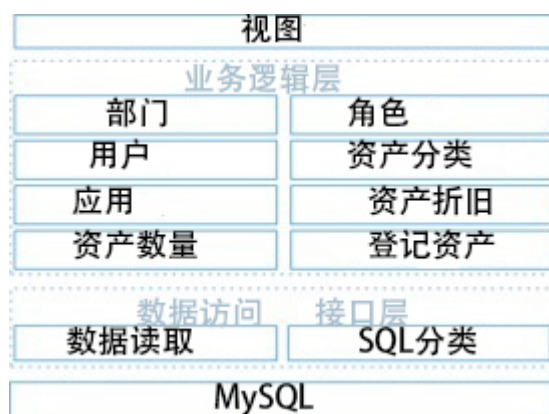 视图
业务逻辑层
部门 角色
用户 资产分类
应用 资产折旧
资产数量 登记资产
数据访问 接口层
数据读取 SQL分类
MySQL